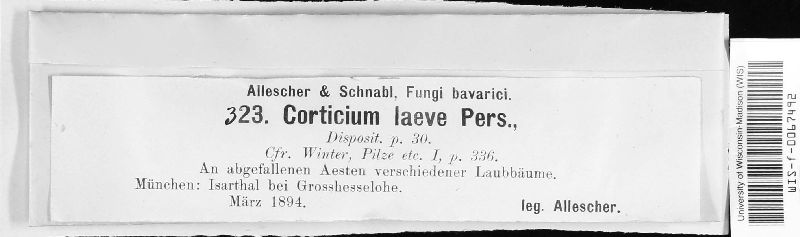 Allescher & Schnabl, Fungi bavarici.
323. Corticium laeve Pers.,
Disposit. p. 30.
Cfr. Winter, Pilze etc. I, p. 336.
An abgefallenen Aesten verschiedener Laubbäume.
München: Isarthal bei Grosshesselohe.
März 1894. leg. Allescher.
University of Wisconsin-Madison (WIS)
WIS-f-0067492